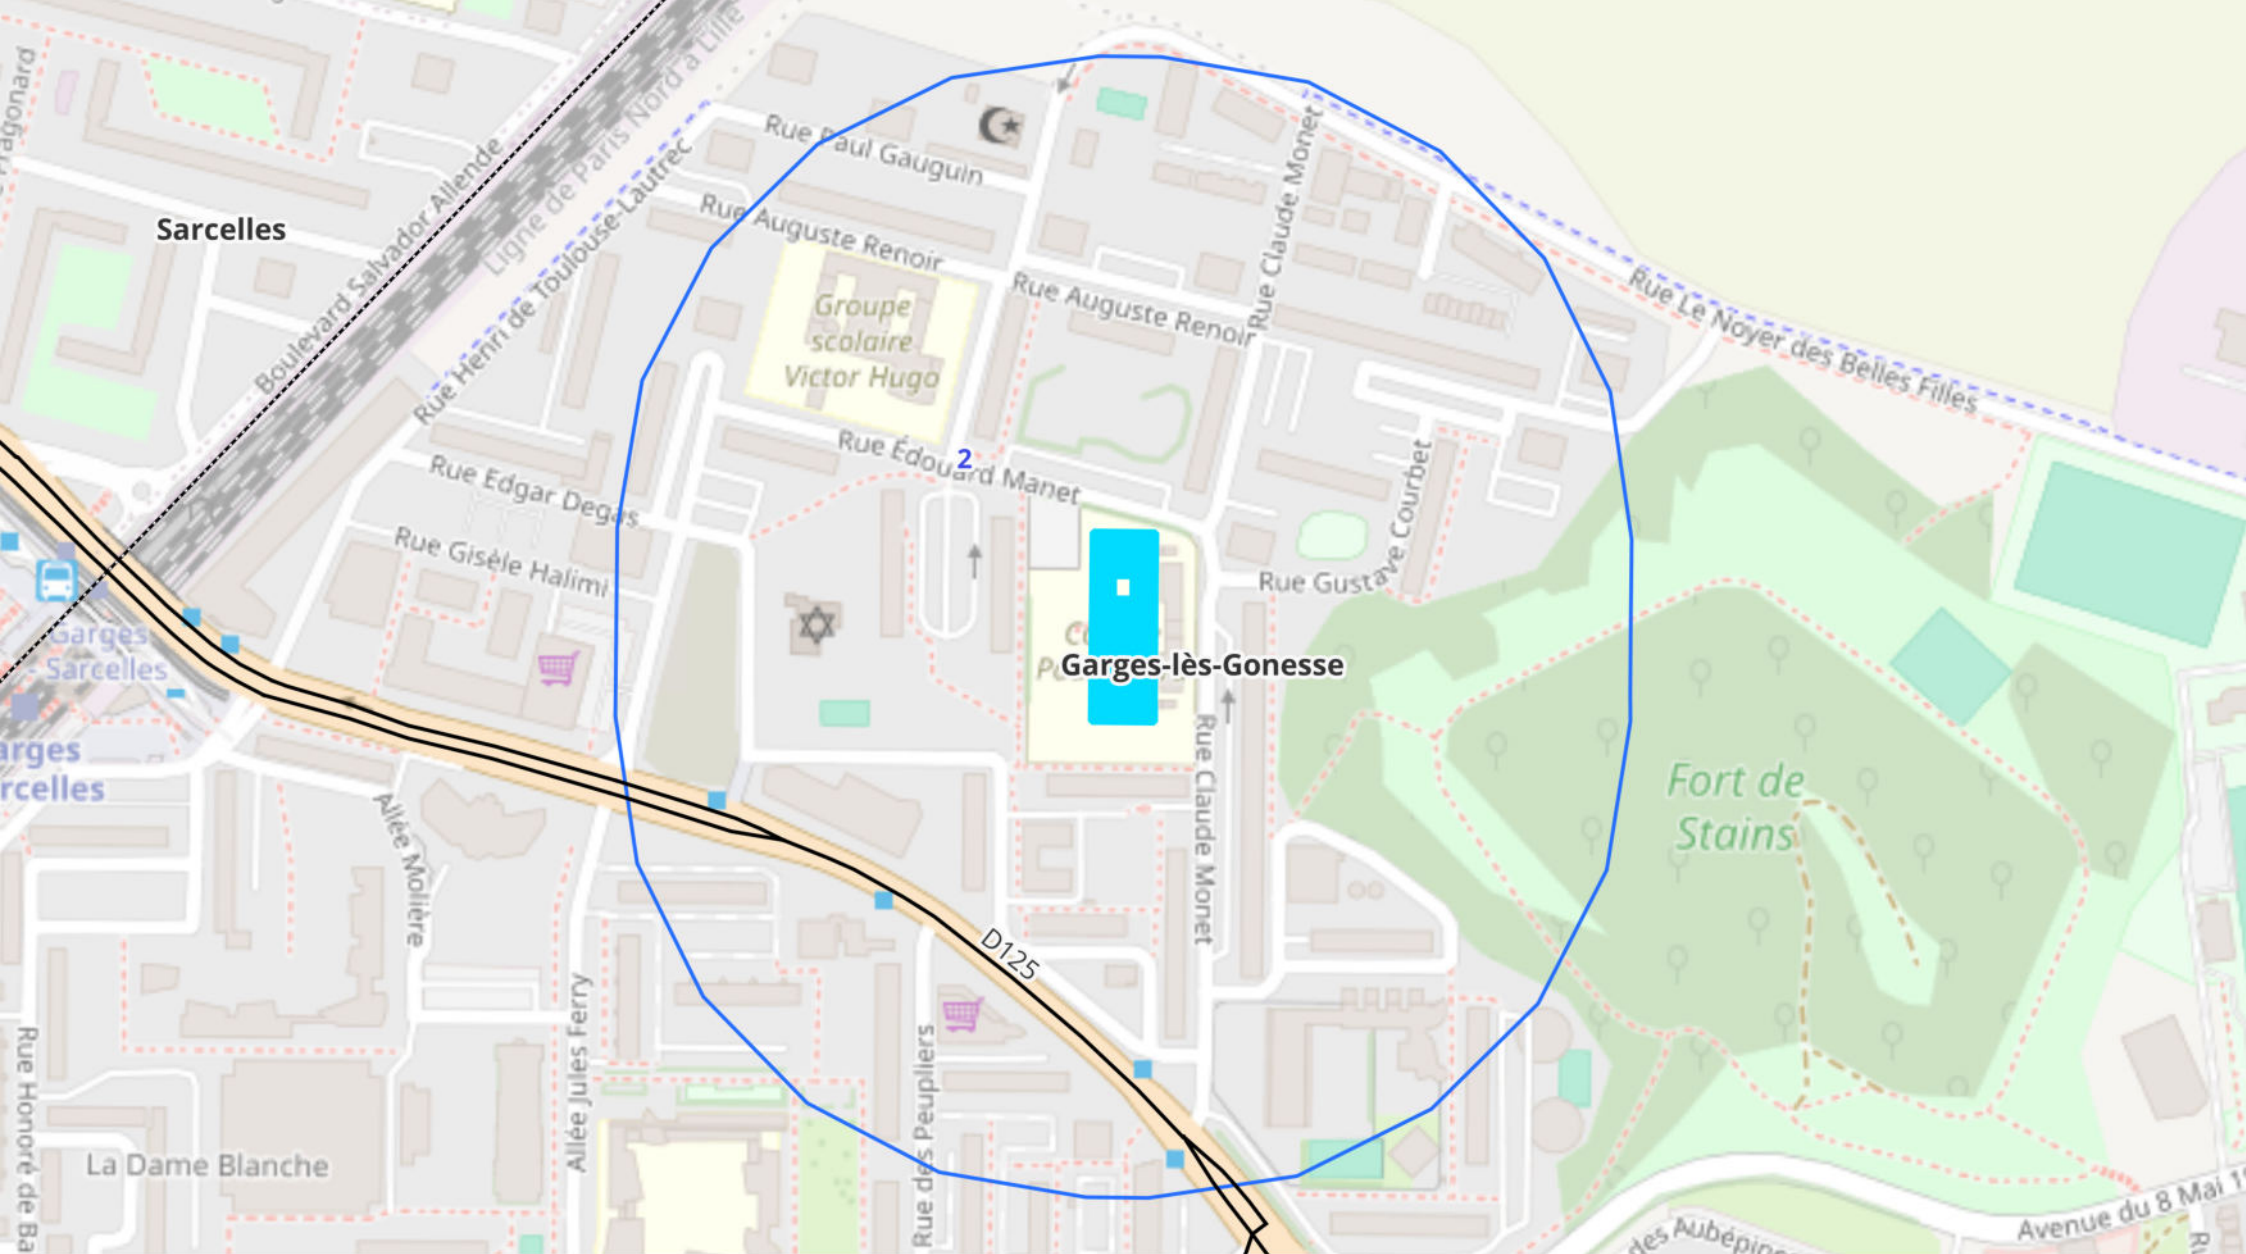 Ligne de Paris Nord à Lille
Boulevard Salvador Allende
Rue Henri de Toulouse-Lautrec
Rue Paul Gauguin
Rue Claude Monet
Sarcelles
Rue Auguste Renoir
Rue Auguste Renoir
Groupe
scolaire
Victor Hugo
Rue Le Noyer des Belles Filles
Rue Édouard Manet
2
Rue Edgar Degas
Rue Gustave Courbet
Rue Gisèle Halimi
Garges
- Sarcelles
Garges-lès-Gonesse
Fort de
Stains
Allée Molière
Rue Claude Monet
D125
Allée Jules Ferry
Rue des Peupliers
La Dame Blanche
Avenue du 8 Mai